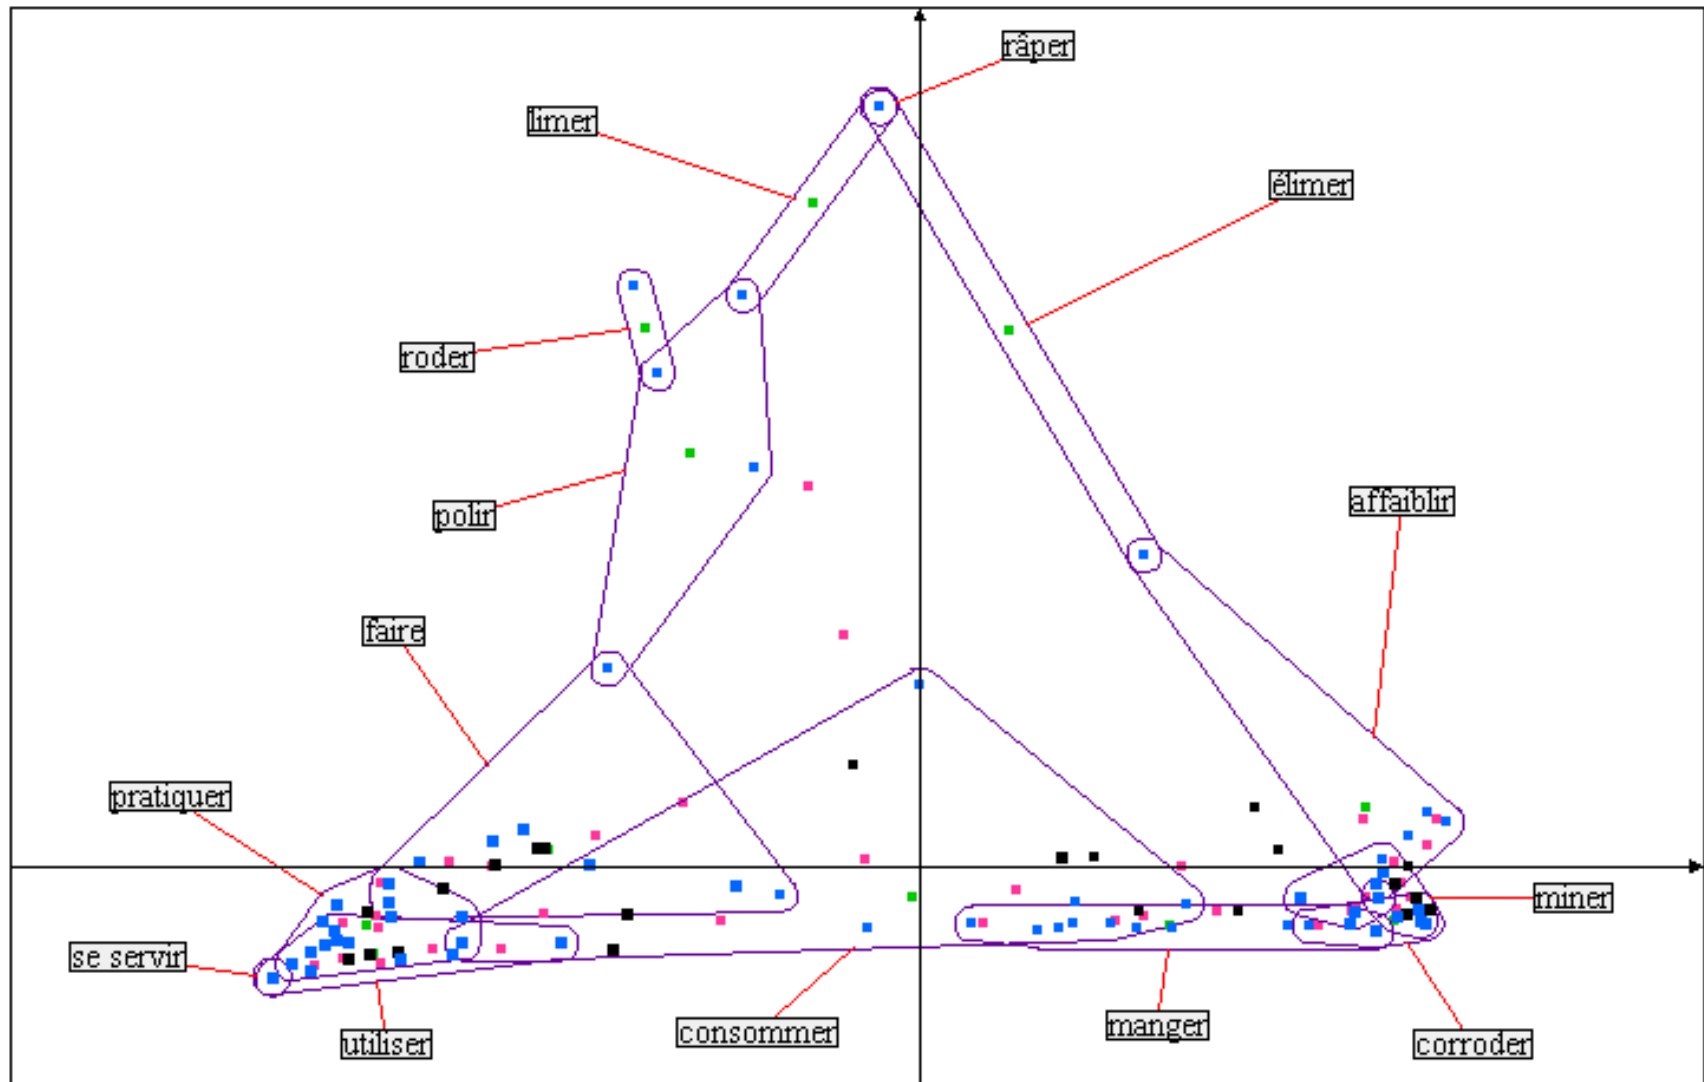 râper
limer
élimer
roder
polir
affaiblir
faire
pratiquer
miner
se servir
utiliser
consommer
manger
corroder